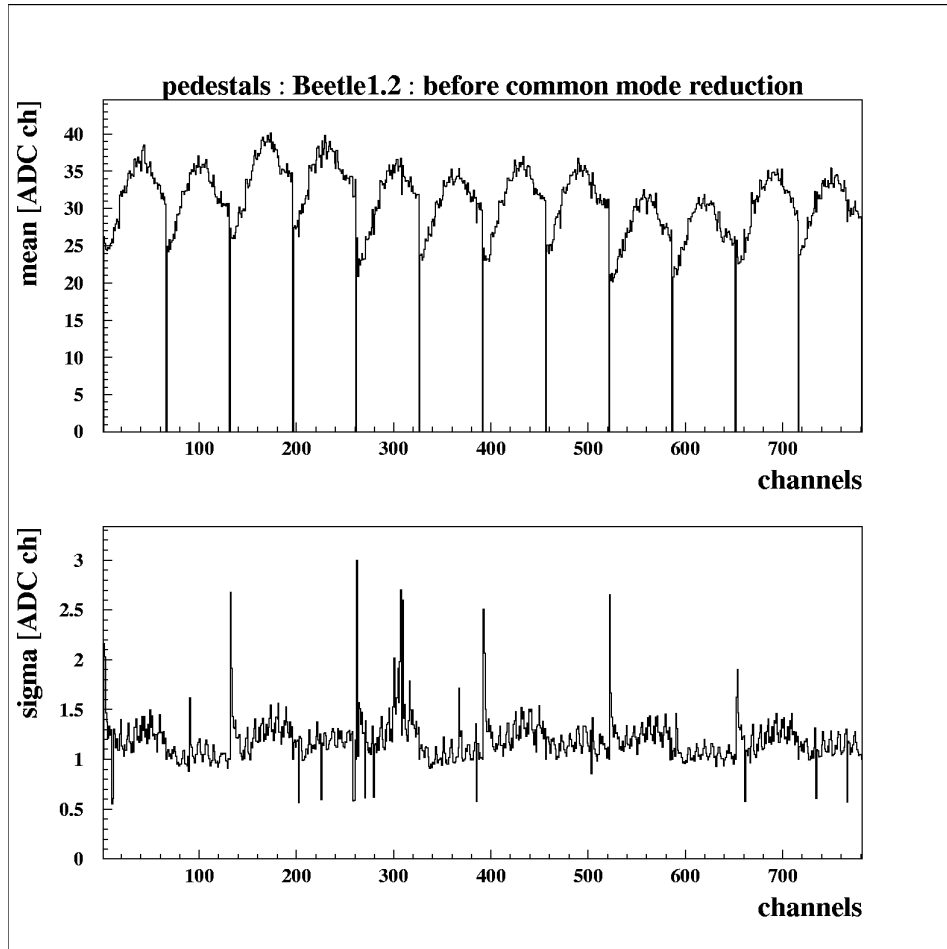 pedestals : Beetle1.2 : before common mode reduction
mean [ADC ch]
40
35
30
25
20
15
10
5
0
100 200 300 400 500 600 700
channels
sigma [ADC ch]
3
2.5
2
1.5
1
0.5
0
100 200 300 400 500 600 700
channels